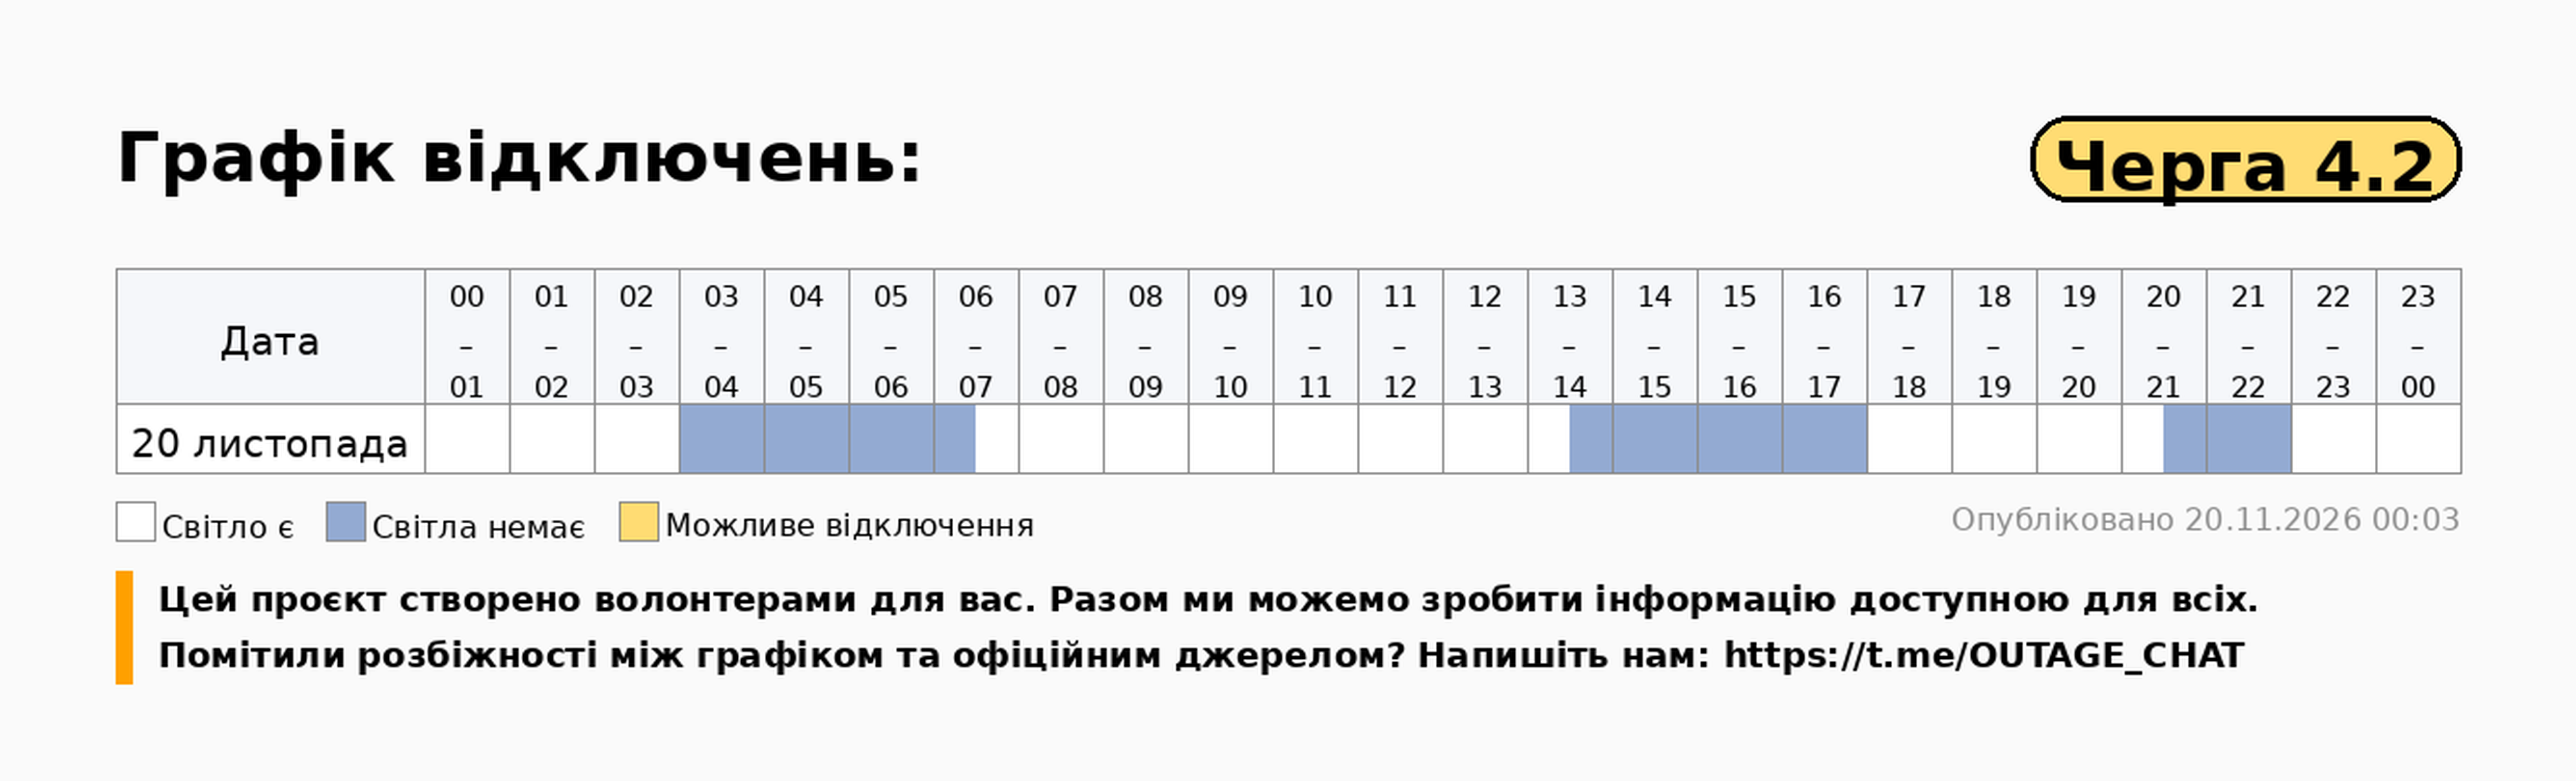 Графік відключень:
Черга 4.2
Дата
00 – 01
01 – 02
02 – 03
03 – 04
04 – 05
05 – 06
06 – 07
07 – 08
08 – 09
09 – 10
10 – 11
11 – 12
12 – 13
13 – 14
14 – 15
15 – 16
16 – 17
17 – 18
18 – 19
19 – 20
20 – 21
21 – 22
22 – 23
23 – 00
20 листопада
Світло є
Світла немає
Можливе відключення
Опубліковано 20.11.2026 00:03
Цей проєкт створено волонтерами для вас. Разом ми можемо зробити інформацію доступною для всіх.
Помітили розбіжності між графіком та офіційним джерелом? Напишіть нам: https://t.me/OUTAGE_CHAT